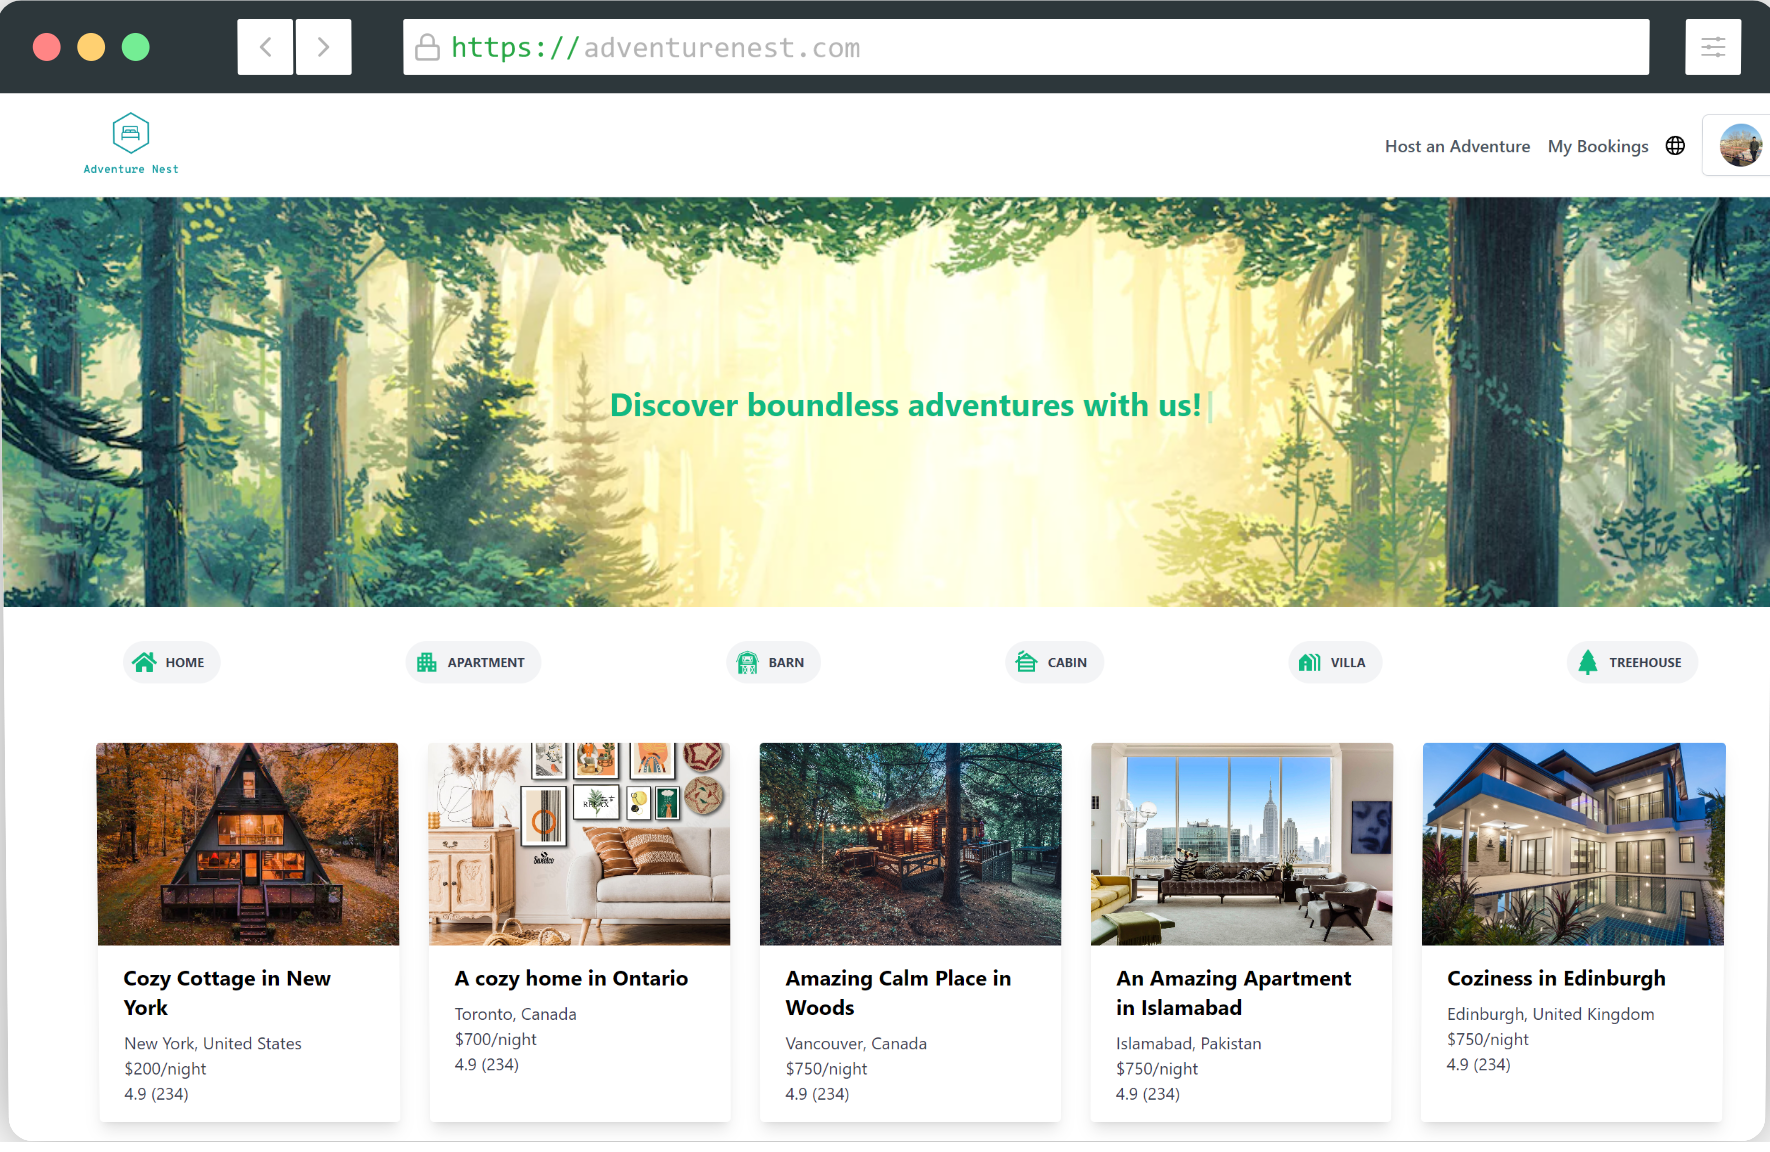 https://adventurenest.com
Adventure Nest
Host an Adventure
My Bookings
Discover boundless adventures with us!
HOME
APARTMENT
BARN
CABIN
VILLA
TREEHOUSE
RELAX
Cozy Cottage in New
York
New York, United States
$200/night
4.9 (234)
A cozy home in Ontario
Toronto, Canada
$700/night
4.9 (234)
Amazing Calm Place in
Woods
Vancouver, Canada
$750/night
4.9 (234)
An Amazing Apartment
in Islamabad
Islamabad, Pakistan
$750/night
4.9 (234)
Coziness in Edinburgh
Edinburgh, United Kingdom
$750/night
4.9 (234)